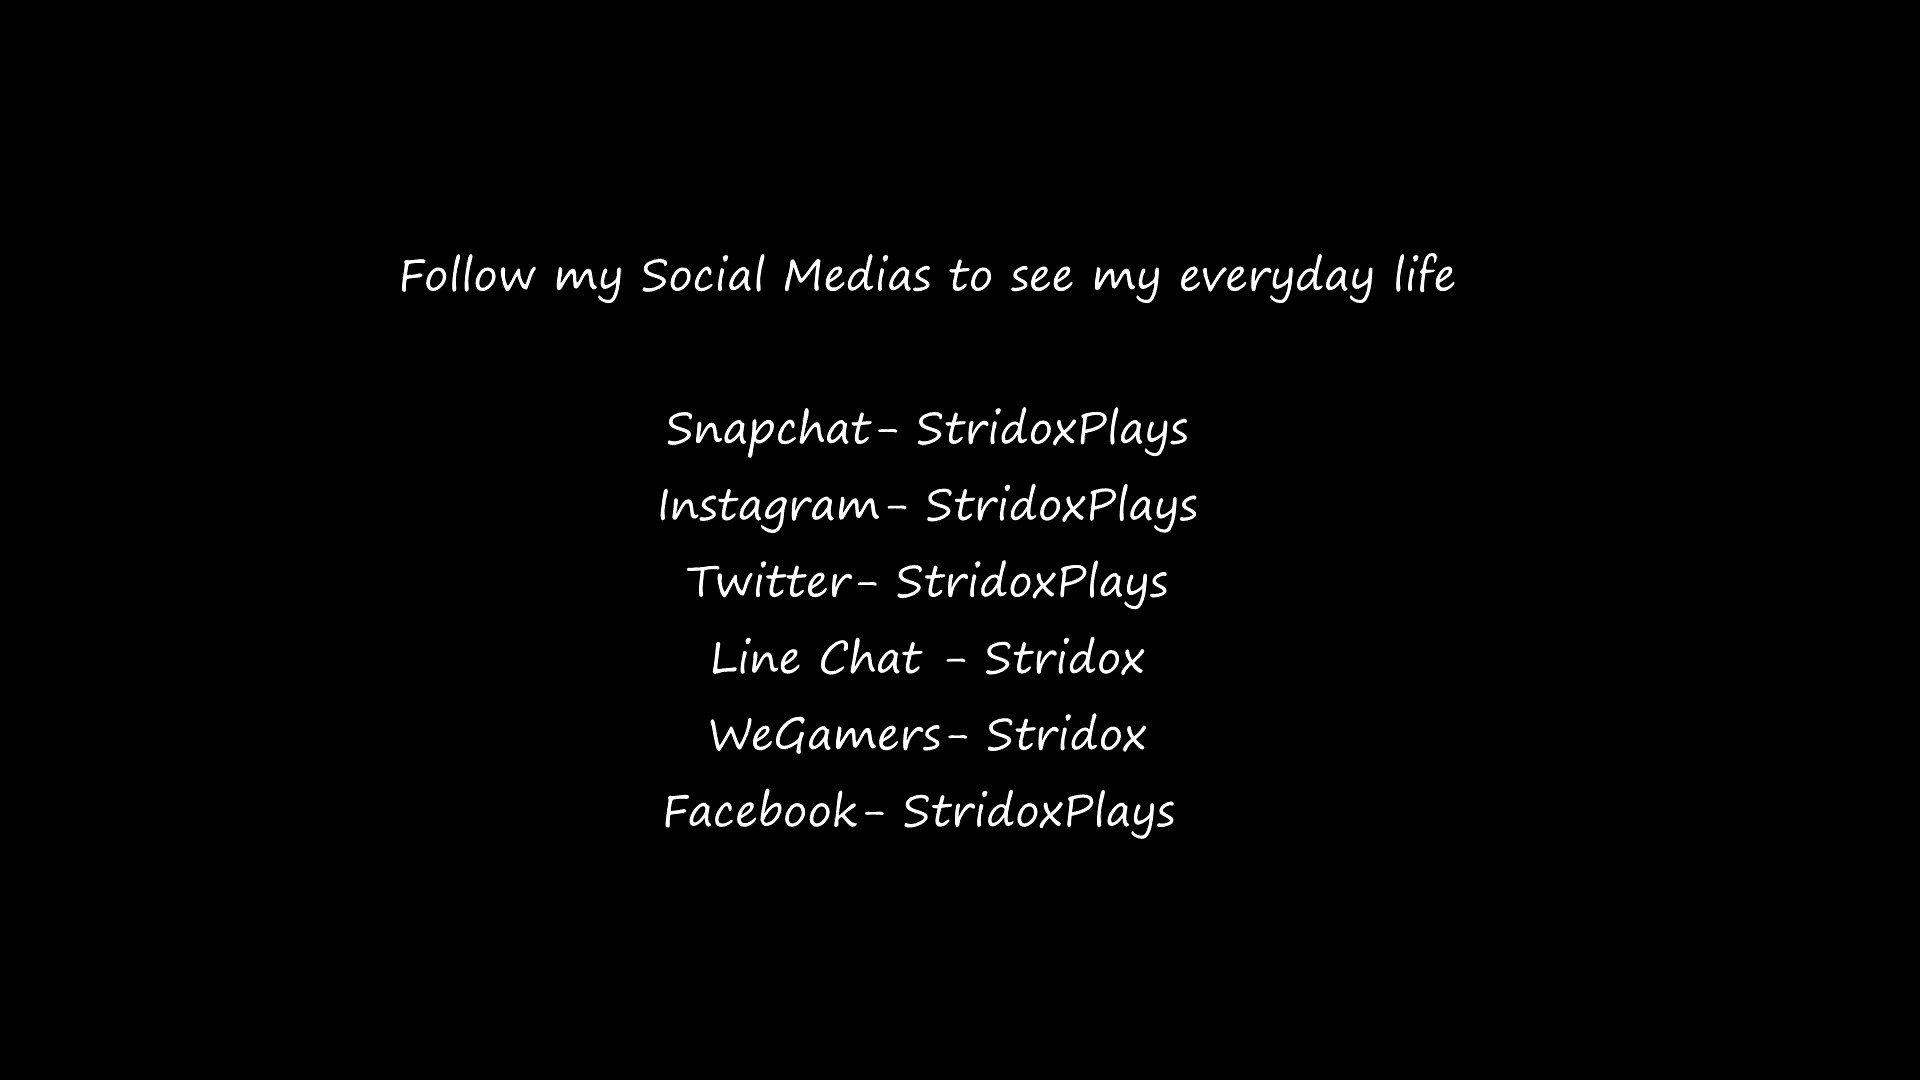 Follow my Social Medias to see my everyday life
Snapchat- StridoxPlays
Instagram- StridoxPlays
Twitter- StridoxPlays
Line Chat - Stridox
WeGamers- Stridox
Facebook- StridoxPlays